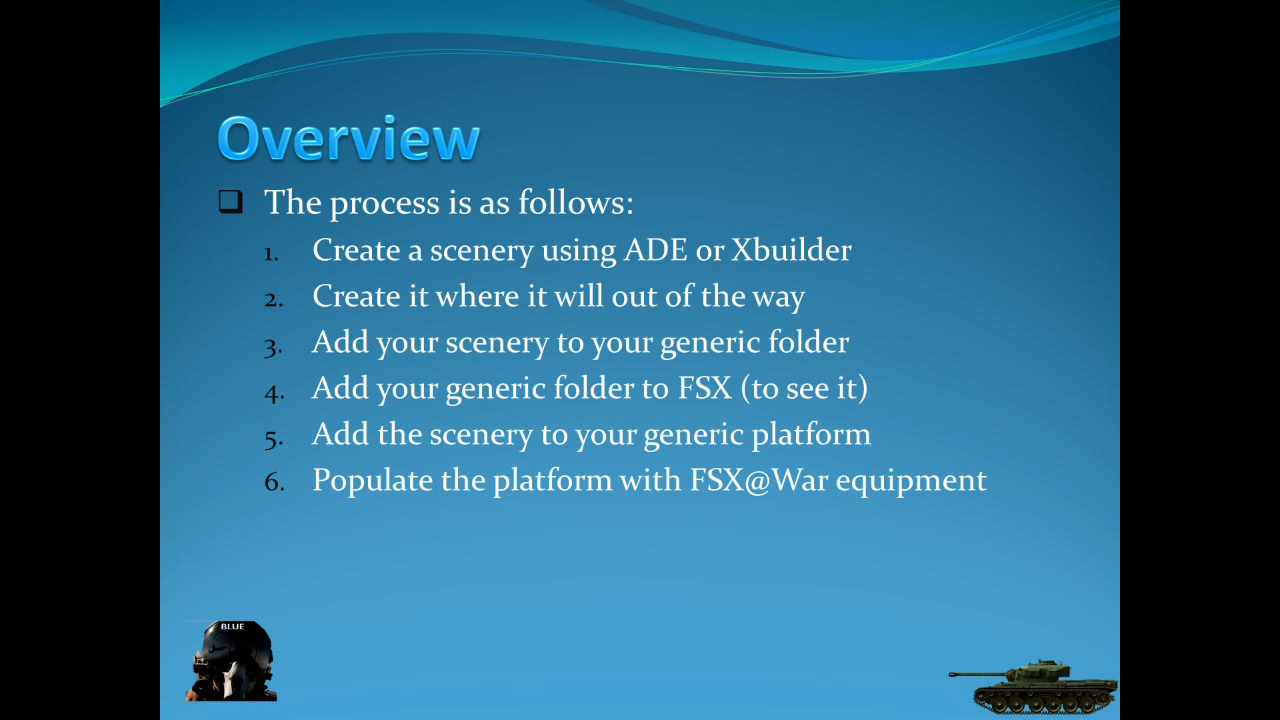 Overview
The process is as follows:
1. Create a scenery using ADE or Xbuilder
2. Create it where it will out of the way
3. Add your scenery to your generic folder
4. Add your generic folder to FSX (to see it)
5. Add the scenery to your generic platform
6. Populate the platform with FSX@War equipment
BLUE